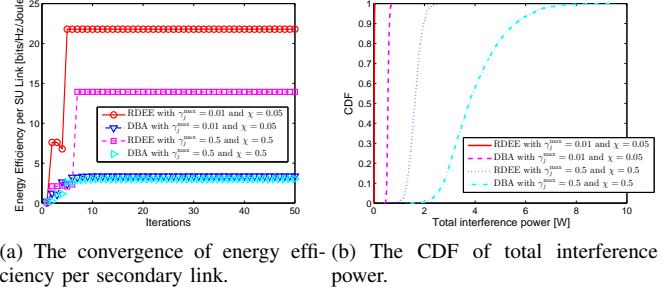 25
20
15
10
5
0
0 10 20 30 40 50
Energy Efficiency per SU Link [bits/Hz/Joule]
Iterations
RDEE with γ_j^max = 0.01 and χ = 0.05
DBA with γ_j^max = 0.01 and χ = 0.05
RDEE with γ_j^max = 0.5 and χ = 0.5
DBA with γ_j^max = 0.5 and χ = 0.5
(a) The convergence of energy effi-
ciency per secondary link.
1
0.9
0.8
0.7
0.6
0.5
0.4
0.3
0.2
0.1
0
0 2 4 6 8 10
CDF
Total interference power [W]
RDEE with γ_j^max = 0.01 and χ = 0.05
DBA with γ_j^max = 0.01 and χ = 0.05
RDEE with γ_j^max = 0.5 and χ = 0.5
DBA with γ_j^max = 0.5 and χ = 0.5
(b) The CDF of total interference
power.